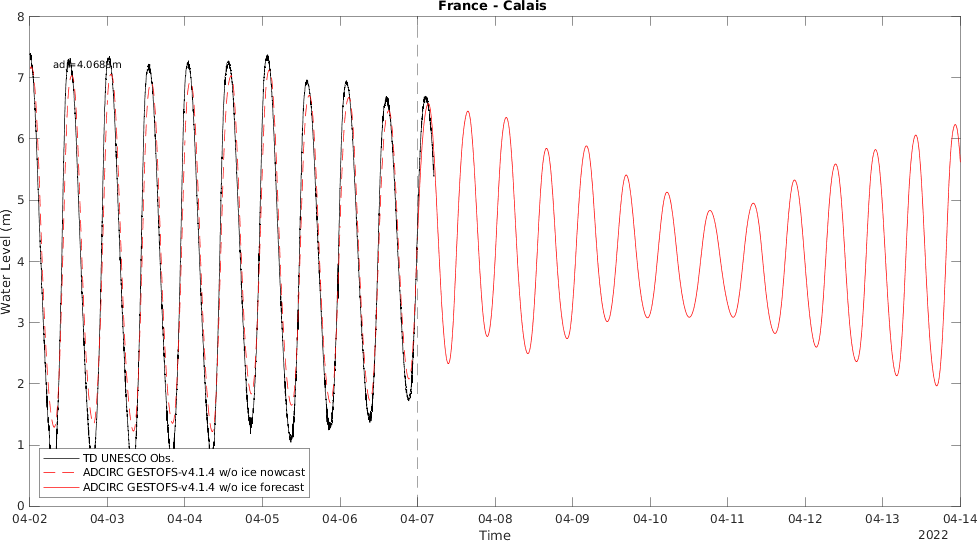 France - Calais
8
7
6
5
4
3
2
1
0
Water Level (m)
TD UNESCO Obs.
ADCIRC GESTOFS-v4.1.4 w/o ice nowcast
ADCIRC GESTOFS-v4.1.4 w/o ice forecast
04-02 04-03 04-04 04-05 04-06 04-07 04-08 04-09 04-10 04-11 04-12 04-13 04-14
Time
2022